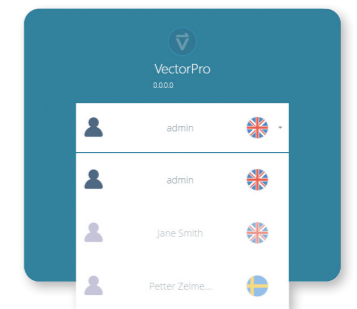 VectorPro
0.0.0.0
admin
admin
Jane Smith
Petter Zelme...